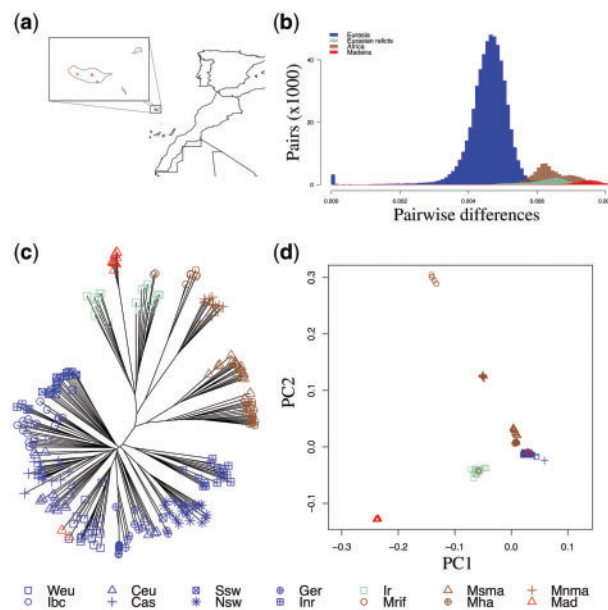 (a)
(b)
Eurasia
Eurasian relicts
Africa
Madeira
Pairs (x1000)
0
20
40
0.000
0.004
0.006
Pairwise differences
(c)
(d)
PC2
0.3
0.2
0.1
0.0
-0.1
-0.3
-0.2
-0.1
0.0
0.1
PC1
Weu
Ceu
Ssw
Ger
Ir
Msma
Mnma
Ibc
Cas
Nsw
Inr
Mrif
Mha
Mad